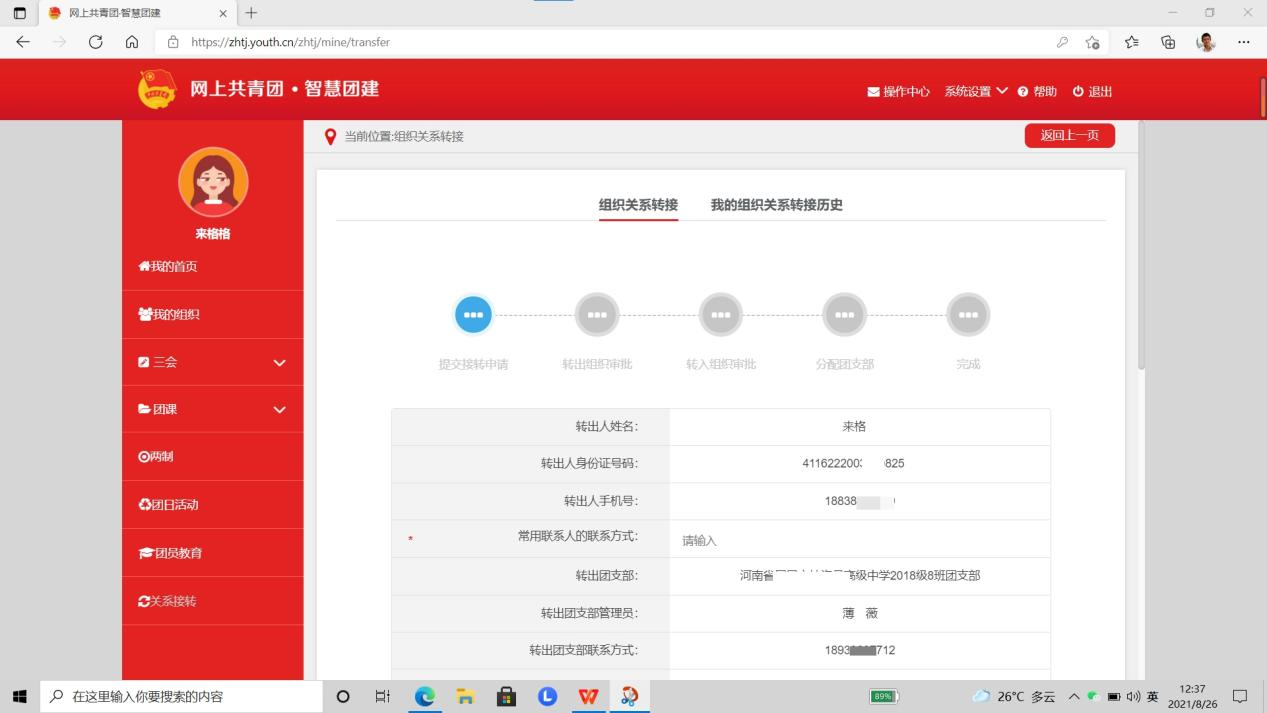 网上共青团·智慧团建
https://zhtj.youth.cn/zhtj/mine/transfer
网上共青团·智慧团建
操作中心 系统设置 帮助 退出
当前位置:组织关系转接 返回上一页
来格格
我的首页
我的组织
三会
团课
两制
团日活动
团员教育
关系接转
组织关系转接 我的组织关系转接历史
提交接转申请 转出组织审批 转入组织审批 分配团支部 完成
转出人姓名： 来格
转出人身份证号码： 411622200 825
转出人手机号： 18838
* 常用联系人的联系方式： 请输入
转出团支部： 河南省 高级中学2018级8班团支部
转出团支部管理员： 薄 薇
转出团支部联系方式： 1893 712
在这里输入你要搜索的内容
89%
26°C 多云
英
12:37
2021/8/26